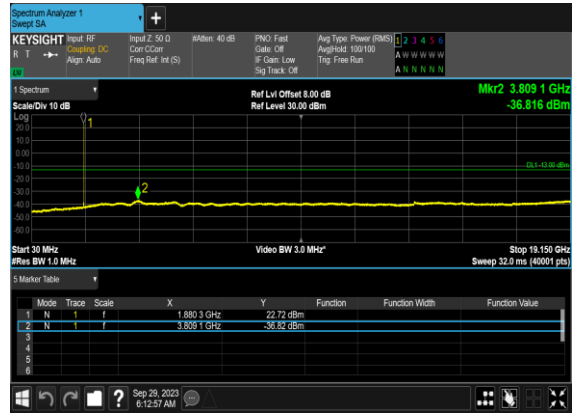 Spectrum Analyzer 1
Swept SA
+
KEYSIGHT Input: RF Input Z: 50 Ω #Atten: 40 dB PNO: Fast Avg Type: Power (RMS) 1 2 3 4 5 6
R T Coupling: DC Corr CCorr Gate: Off Avg|Hold: 100/100 A W W W W W
Align: Auto Freq Ref: Int (S) IF Gain: Low Trig: Free Run
Sig Track: Off A N N N N N
1 Spectrum Ref Lvl Offset 8.00 dB Mkr2 3.809 1 GHz
Scale/Div 10 dB Ref Level 30.00 dBm -36.816 dBm
Log
20.0
10.0
0.00
-10.0
-20.0
-30.0
-40.0
-50.0
-60.0
1
2
DL1 -13.00 dBm
Start 30 MHz Video BW 3.0 MHz* Stop 19.150 GHz
#Res BW 1.0 MHz Sweep 32.0 ms (40001 pts)
5 Marker Table
Mode Trace Scale X Y Function Function Width Function Value
1 N 1 f 1.880 3 GHz 22.72 dBm
2 N 1 f 3.809 1 GHz -36.82 dBm
3
4
5
6
? Sep 29, 2023
6:12:57 AM